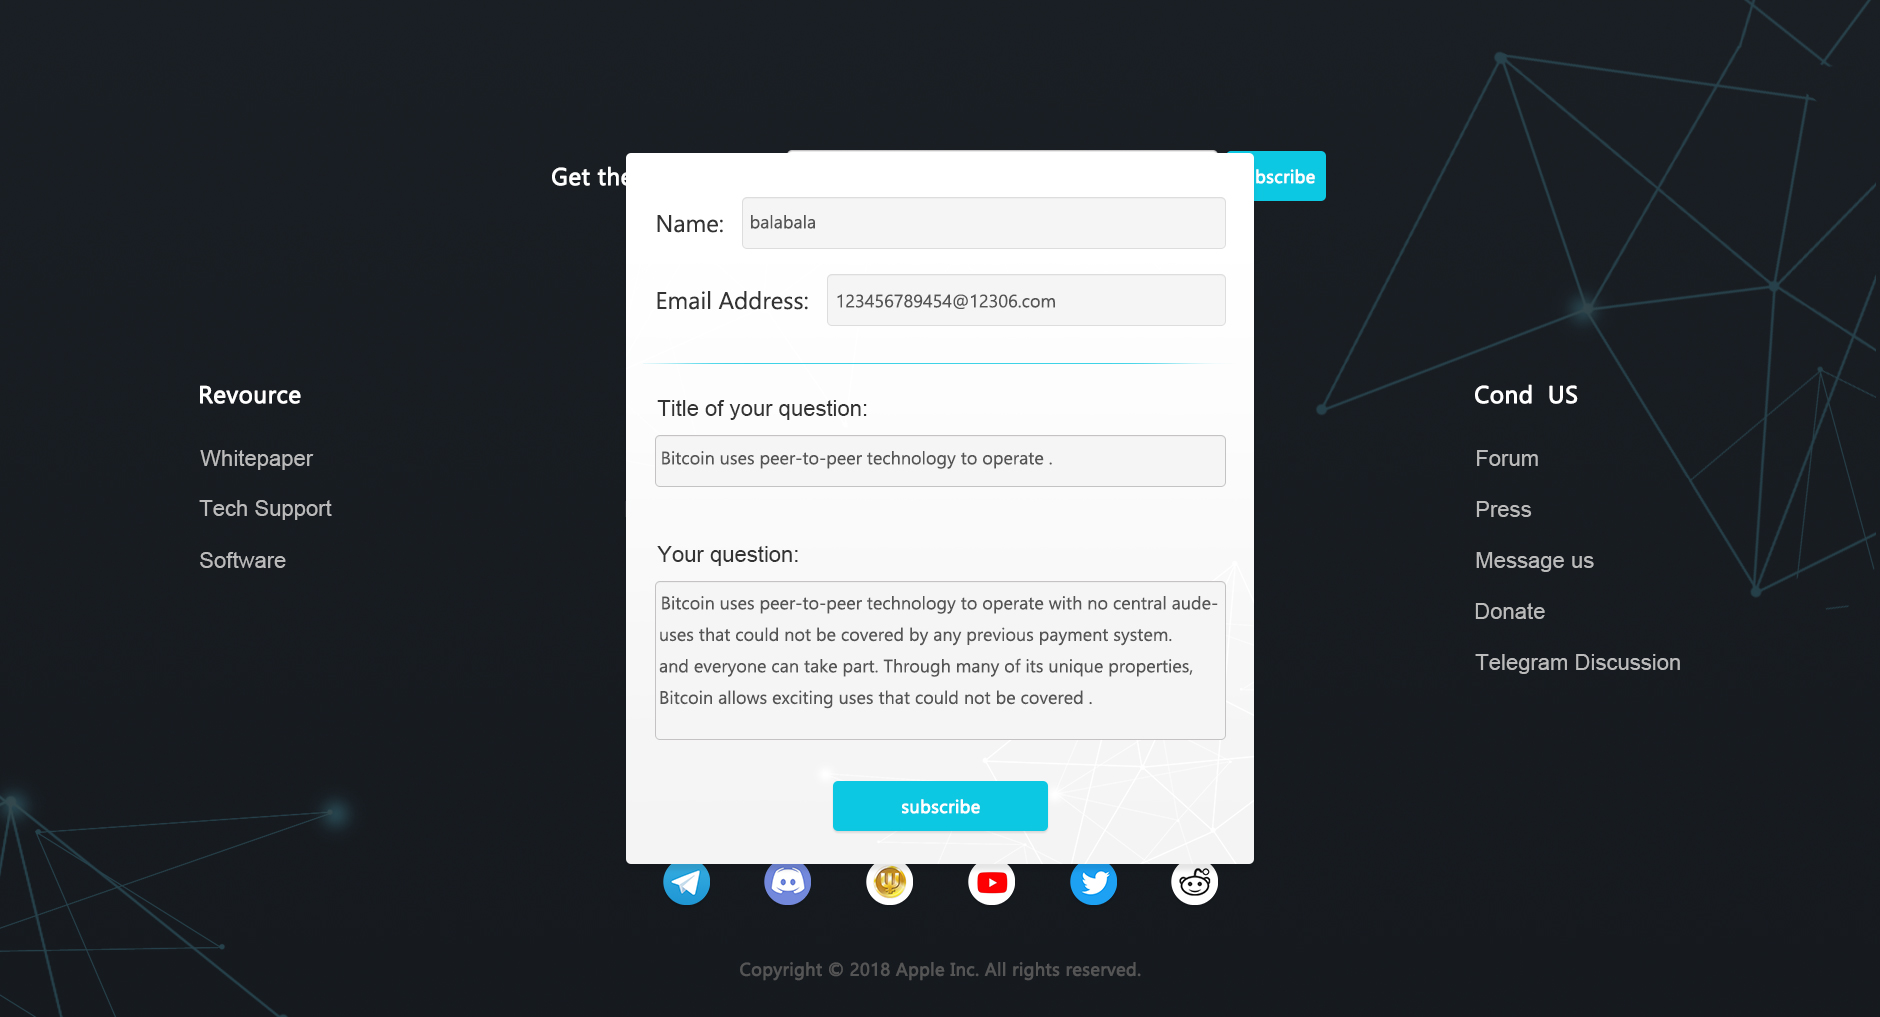 Get the
bscribe
Name:
balabala
Email Address:
123456789454@12306.com
Revource
Whitepaper
Tech Support
Software
Title of your question:
Bitcoin uses peer-to-peer technology to operate .
Your question:
Bitcoin uses peer-to-peer technology to operate with no central aude-
uses that could not be covered by any previous payment system.
and everyone can take part. Through many of its unique properties,
Bitcoin allows exciting uses that could not be covered .
subscribe
Cond US
Forum
Press
Message us
Donate
Telegram Discussion
Copyright © 2018 Apple Inc. All rights reserved.